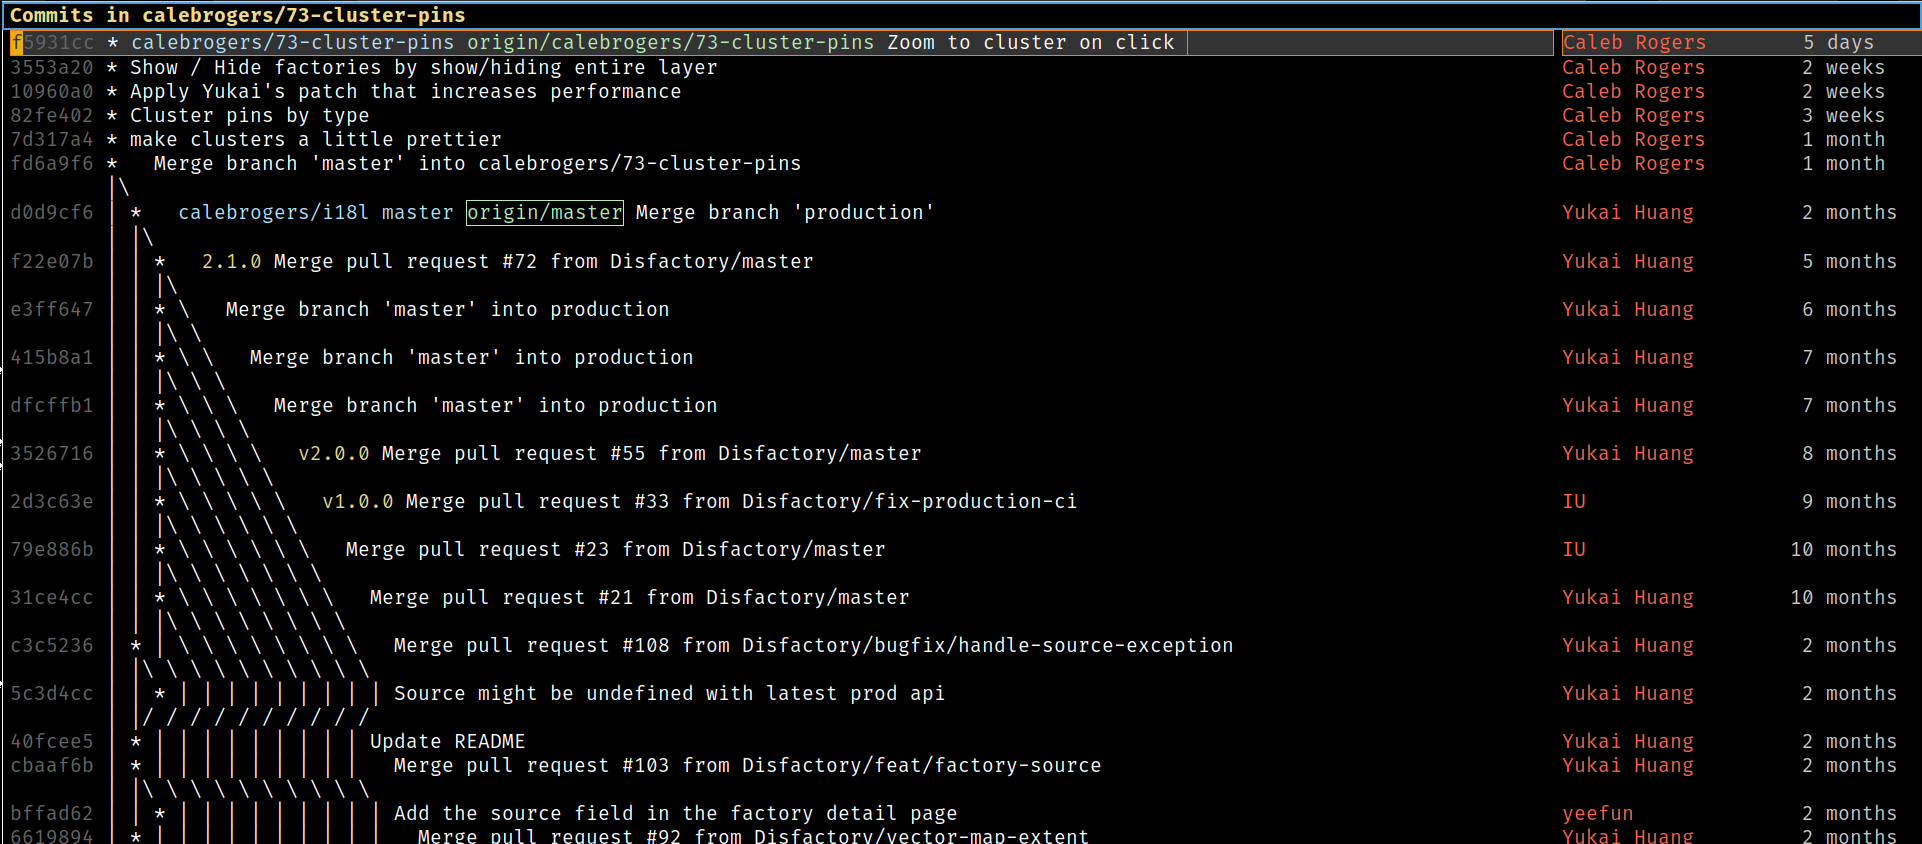 Commits in calebrogers/73-cluster-pins
f5931cc * calebrogers/73-cluster-pins origin/calebrogers/73-cluster-pins Zoom to cluster on click Caleb Rogers 5 days
3553a20 * Show / Hide factories by show/hiding entire layer Caleb Rogers 2 weeks
10960a0 * Apply Yukai's patch that increases performance Caleb Rogers 2 weeks
82fe402 * Cluster pins by type Caleb Rogers 3 weeks
7d317a4 * make clusters a little prettier Caleb Rogers 1 month
fd6a9f6 *   Merge branch 'master' into calebrogers/73-cluster-pins Caleb Rogers 1 month
|\
d0d9cf6 | *   calebrogers/i18l master origin/master Merge branch 'production' Yukai Huang 2 months
| |\
f22e07b | | *   2.1.0 Merge pull request #72 from Disfactory/master Yukai Huang 5 months
| | |\
e3ff647 | | * \   Merge branch 'master' into production Yukai Huang 6 months
| | |\ \
415b8a1 | | * \ \   Merge branch 'master' into production Yukai Huang 7 months
| | |\ \ \
dfcffb1 | | * \ \ \   Merge branch 'master' into production Yukai Huang 7 months
| | |\ \ \ \
3526716 | | * \ \ \ \   v2.0.0 Merge pull request #55 from Disfactory/master Yukai Huang 8 months
| | |\ \ \ \ \
2d3c63e | | * \ \ \ \ \   v1.0.0 Merge pull request #33 from Disfactory/fix-production-ci IU 9 months
| | |\ \ \ \ \ \
79e886b | | * \ \ \ \ \ \   Merge pull request #23 from Disfactory/master IU 10 months
| | |\ \ \ \ \ \ \
31ce4cc | | * \ \ \ \ \ \ \   Merge pull request #21 from Disfactory/master Yukai Huang 10 months
| | |\ \ \ \ \ \ \ \
c3c5236 | * | \ \ \ \ \ \ \ \   Merge pull request #108 from Disfactory/bugfix/handle-source-exception Yukai Huang 2 months
| |\ \ \ \ \ \ \ \ \ \
5c3d4cc | | * | | | | | | | | | Source might be undefined with latest prod api Yukai Huang 2 months
| |/ / / / / / / / / /
40fcee5 | * | | | | | | | | | Update README Yukai Huang 2 months
cbaaf6b | * | | | | | | | | |   Merge pull request #103 from Disfactory/feat/factory-source Yukai Huang 2 months
| |\ \ \ \ \ \ \ \ \ \
bffad62 | | * | | | | | | | | | Add the source field in the factory detail page yeefun 2 months
6619894 | * | | | | | | | | | |   Merge pull request #92 from Disfactory/vector-map-extent Yukai Huang 2 months